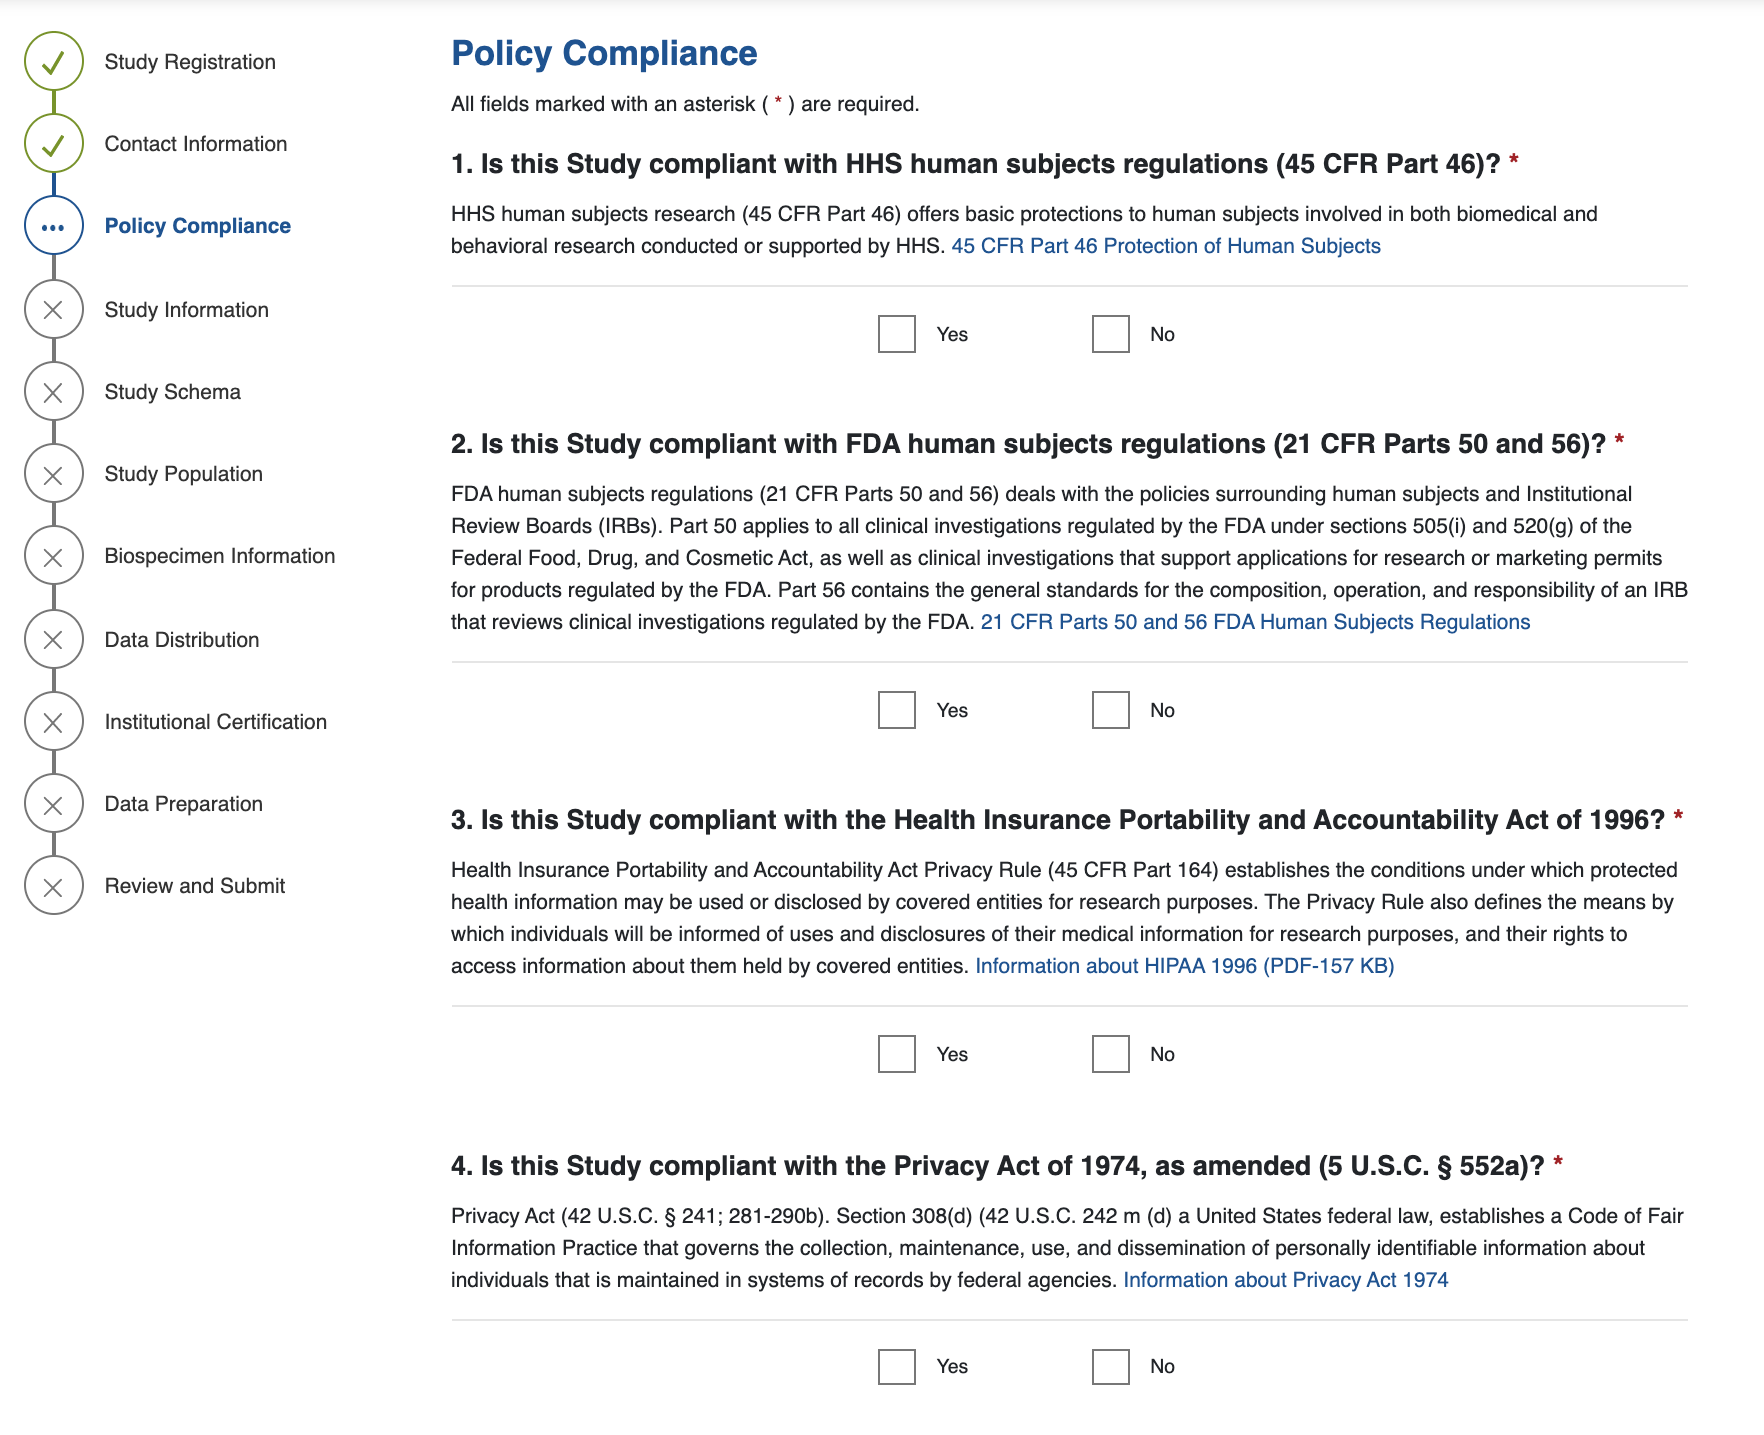 Study Registration
Contact Information
Policy Compliance
Study Information
Study Schema
Study Population
Biospecimen Information
Data Distribution
Institutional Certification
Data Preparation
Review and Submit
Policy Compliance
All fields marked with an asterisk ( * ) are required.
1. Is this Study compliant with HHS human subjects regulations (45 CFR Part 46)? *
HHS human subjects research (45 CFR Part 46) offers basic protections to human subjects involved in both biomedical and
behavioral research conducted or supported by HHS. 45 CFR Part 46 Protection of Human Subjects
Yes No
2. Is this Study compliant with FDA human subjects regulations (21 CFR Parts 50 and 56)? *
FDA human subjects regulations (21 CFR Parts 50 and 56) deals with the policies surrounding human subjects and Institutional
Review Boards (IRBs). Part 50 applies to all clinical investigations regulated by the FDA under sections 505(i) and 520(g) of the
Federal Food, Drug, and Cosmetic Act, as well as clinical investigations that support applications for research or marketing permits
for products regulated by the FDA. Part 56 contains the general standards for the composition, operation, and responsibility of an IRB
that reviews clinical investigations regulated by the FDA. 21 CFR Parts 50 and 56 FDA Human Subjects Regulations
Yes No
3. Is this Study compliant with the Health Insurance Portability and Accountability Act of 1996? *
Health Insurance Portability and Accountability Act Privacy Rule (45 CFR Part 164) establishes the conditions under which protected
health information may be used or disclosed by covered entities for research purposes. The Privacy Rule also defines the means by
which individuals will be informed of uses and disclosures of their medical information for research purposes, and their rights to
access information about them held by covered entities. Information about HIPAA 1996 (PDF-157 KB)
Yes No
4. Is this Study compliant with the Privacy Act of 1974, as amended (5 U.S.C. § 552a)? *
Privacy Act (42 U.S.C. § 241; 281-290b). Section 308(d) (42 U.S.C. 242 m (d) a United States federal law, establishes a Code of Fair
Information Practice that governs the collection, maintenance, use, and dissemination of personally identifiable information about
individuals that is maintained in systems of records by federal agencies. Information about Privacy Act 1974
Yes No